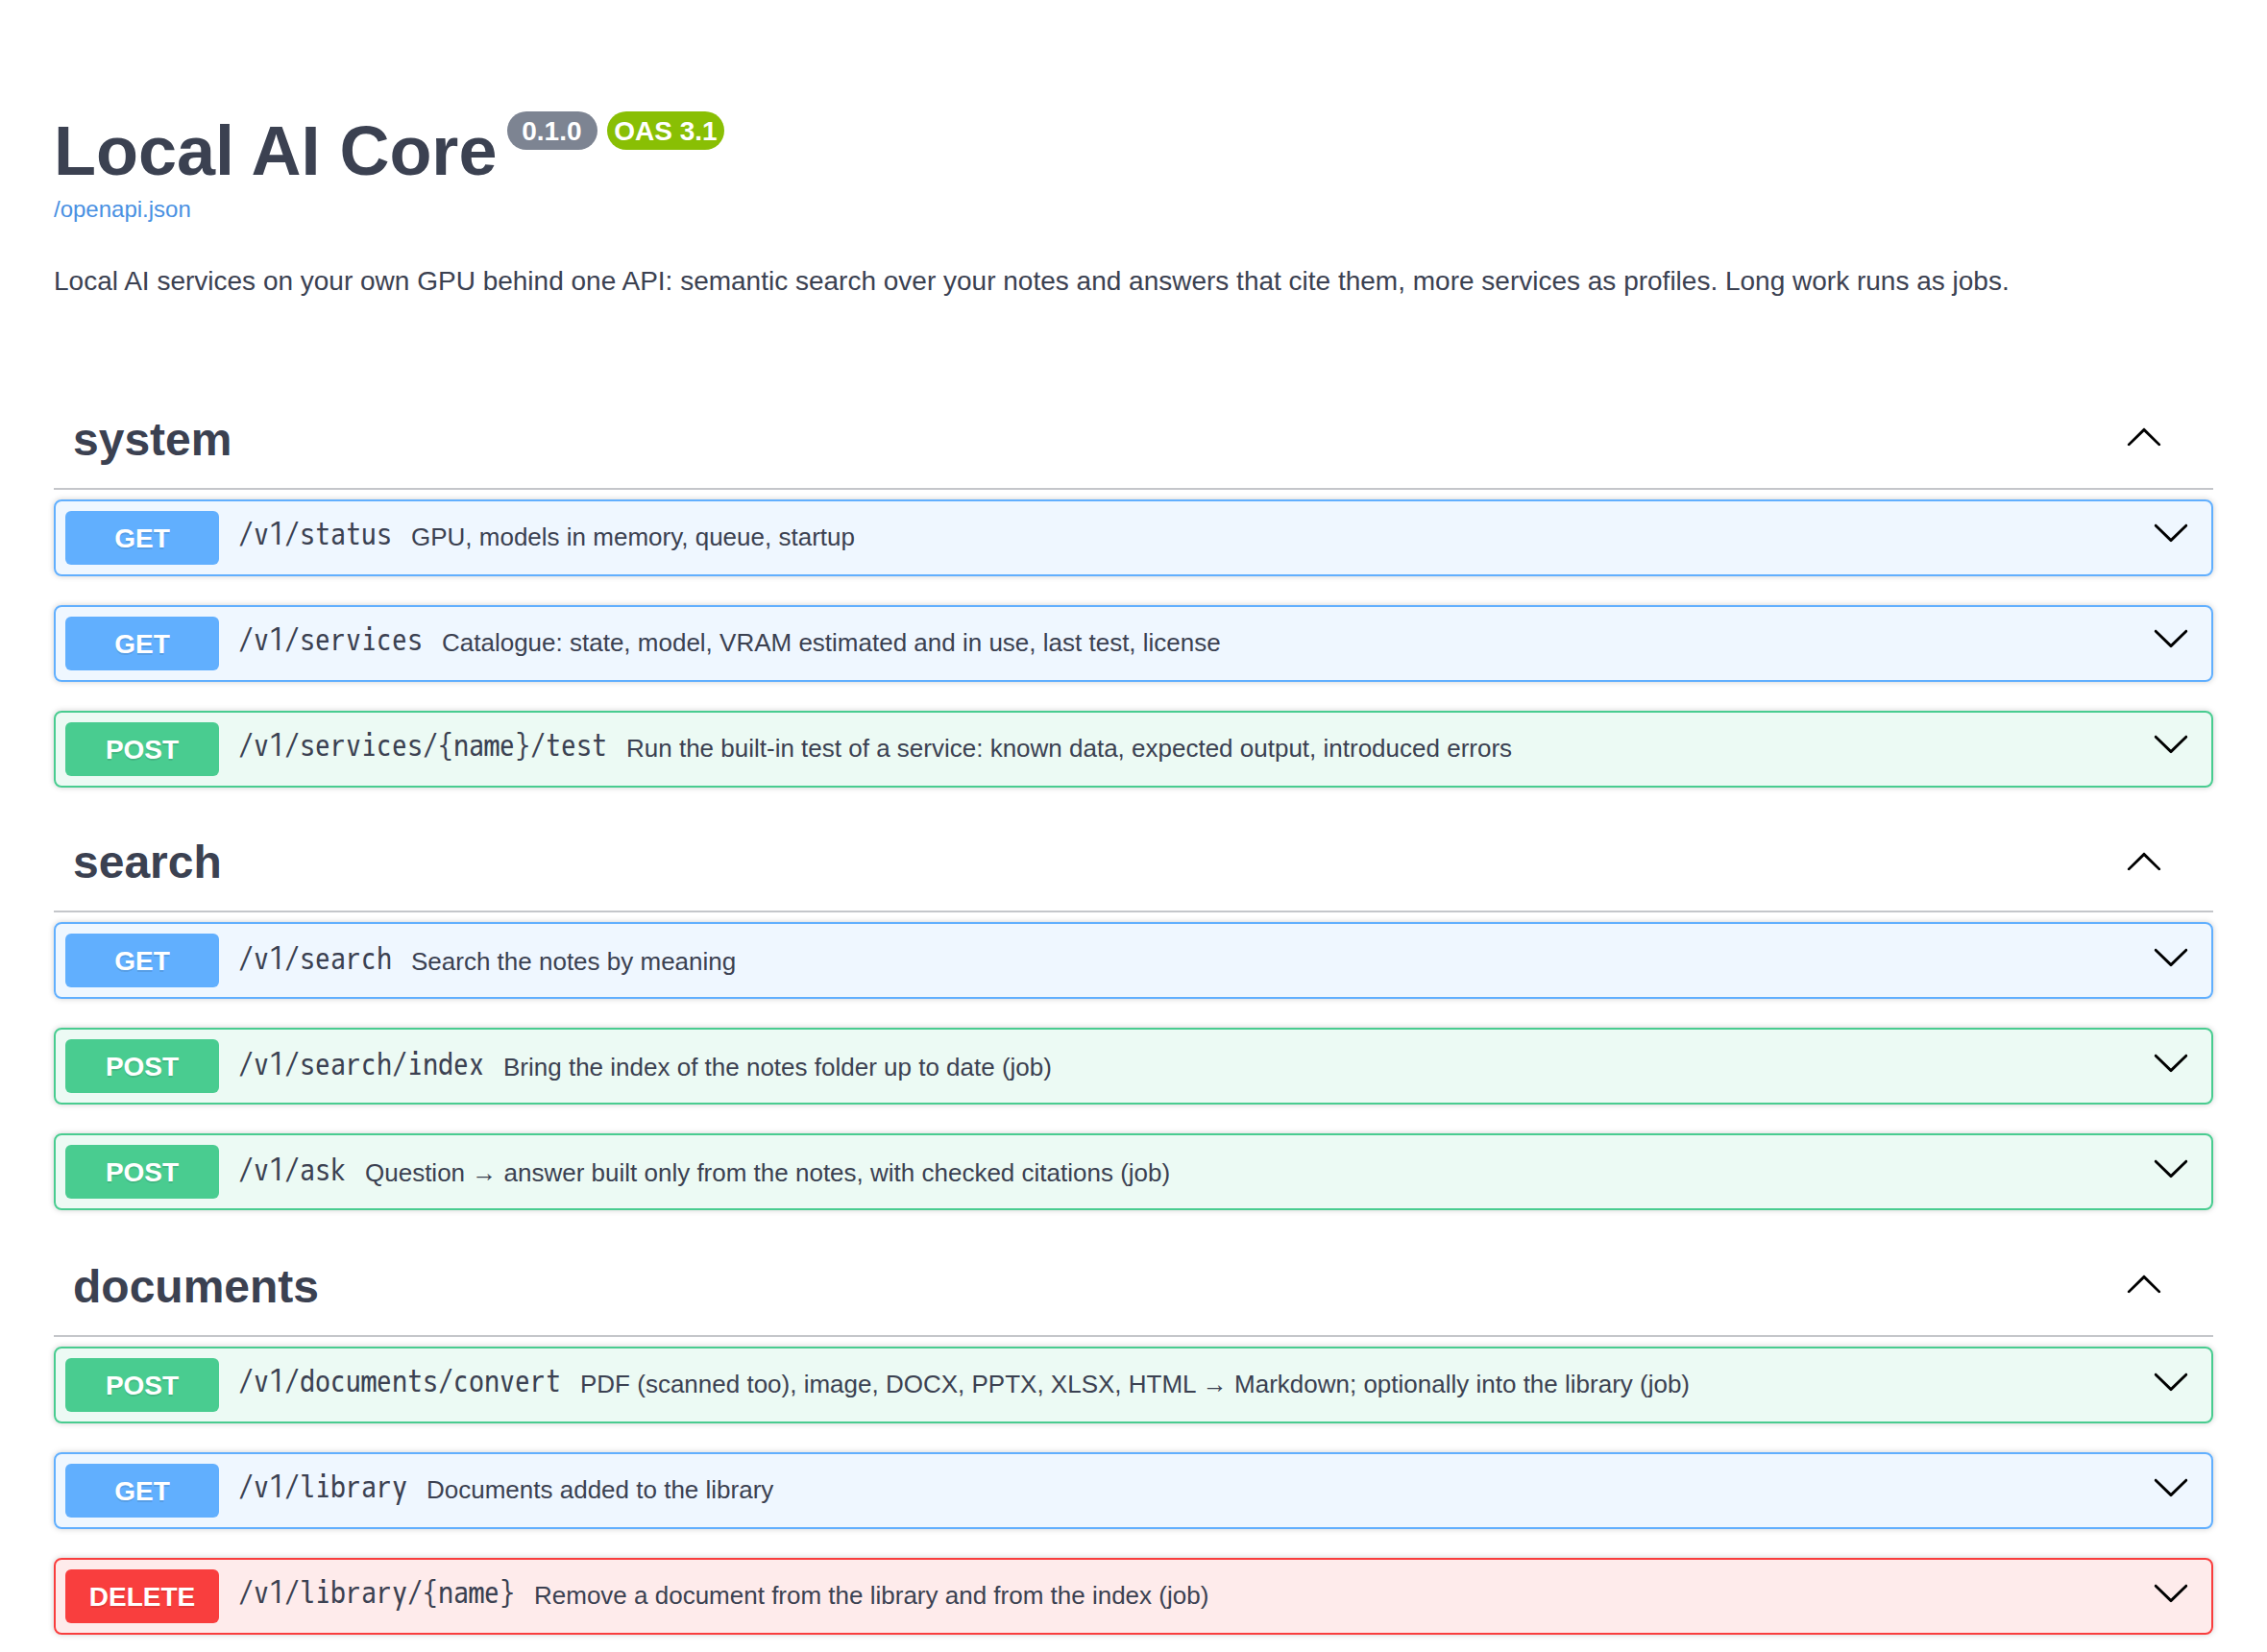 Local AI Core 0.1.0 OAS 3.1
/openapi.json
Local AI services on your own GPU behind one API: semantic search over your notes and answers that cite them, more services as profiles. Long work runs as jobs.
system
GET /v1/status GPU, models in memory, queue, startup
GET /v1/services Catalogue: state, model, VRAM estimated and in use, last test, license
POST /v1/services/{name}/test Run the built-in test of a service: known data, expected output, introduced errors
search
GET /v1/search Search the notes by meaning
POST /v1/search/index Bring the index of the notes folder up to date (job)
POST /v1/ask Question → answer built only from the notes, with checked citations (job)
documents
POST /v1/documents/convert PDF (scanned too), image, DOCX, PPTX, XLSX, HTML → Markdown; optionally into the library (job)
GET /v1/library Documents added to the library
DELETE /v1/library/{name} Remove a document from the library and from the index (job)